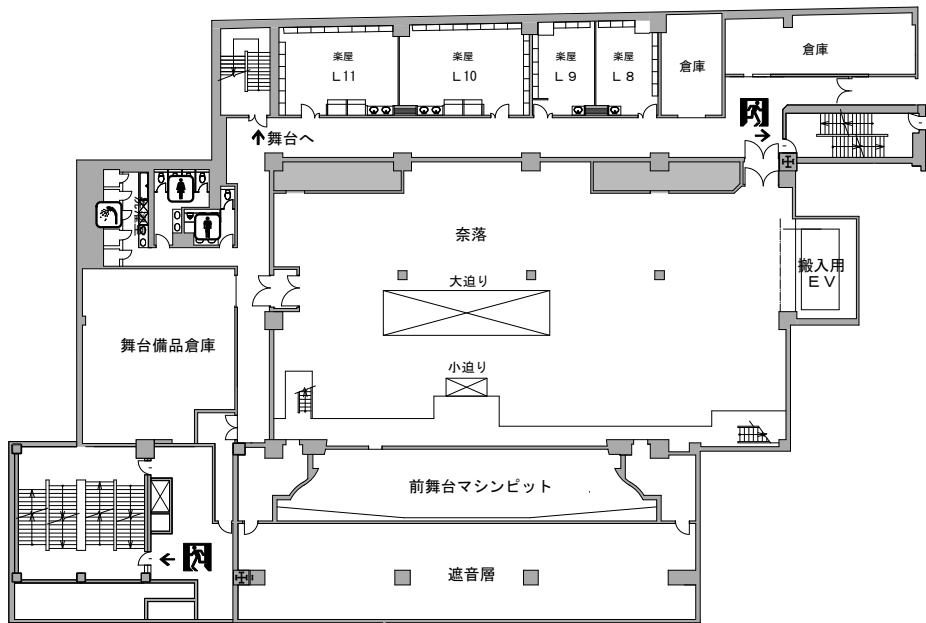 楽屋
L11
楽屋
L10
楽屋
L9
楽屋
L8
倉庫
倉庫
舞台へ
奈落
大迫り
搬入用
EV
舞台備品倉庫
小迫り
前舞台マシンピット
遮音層